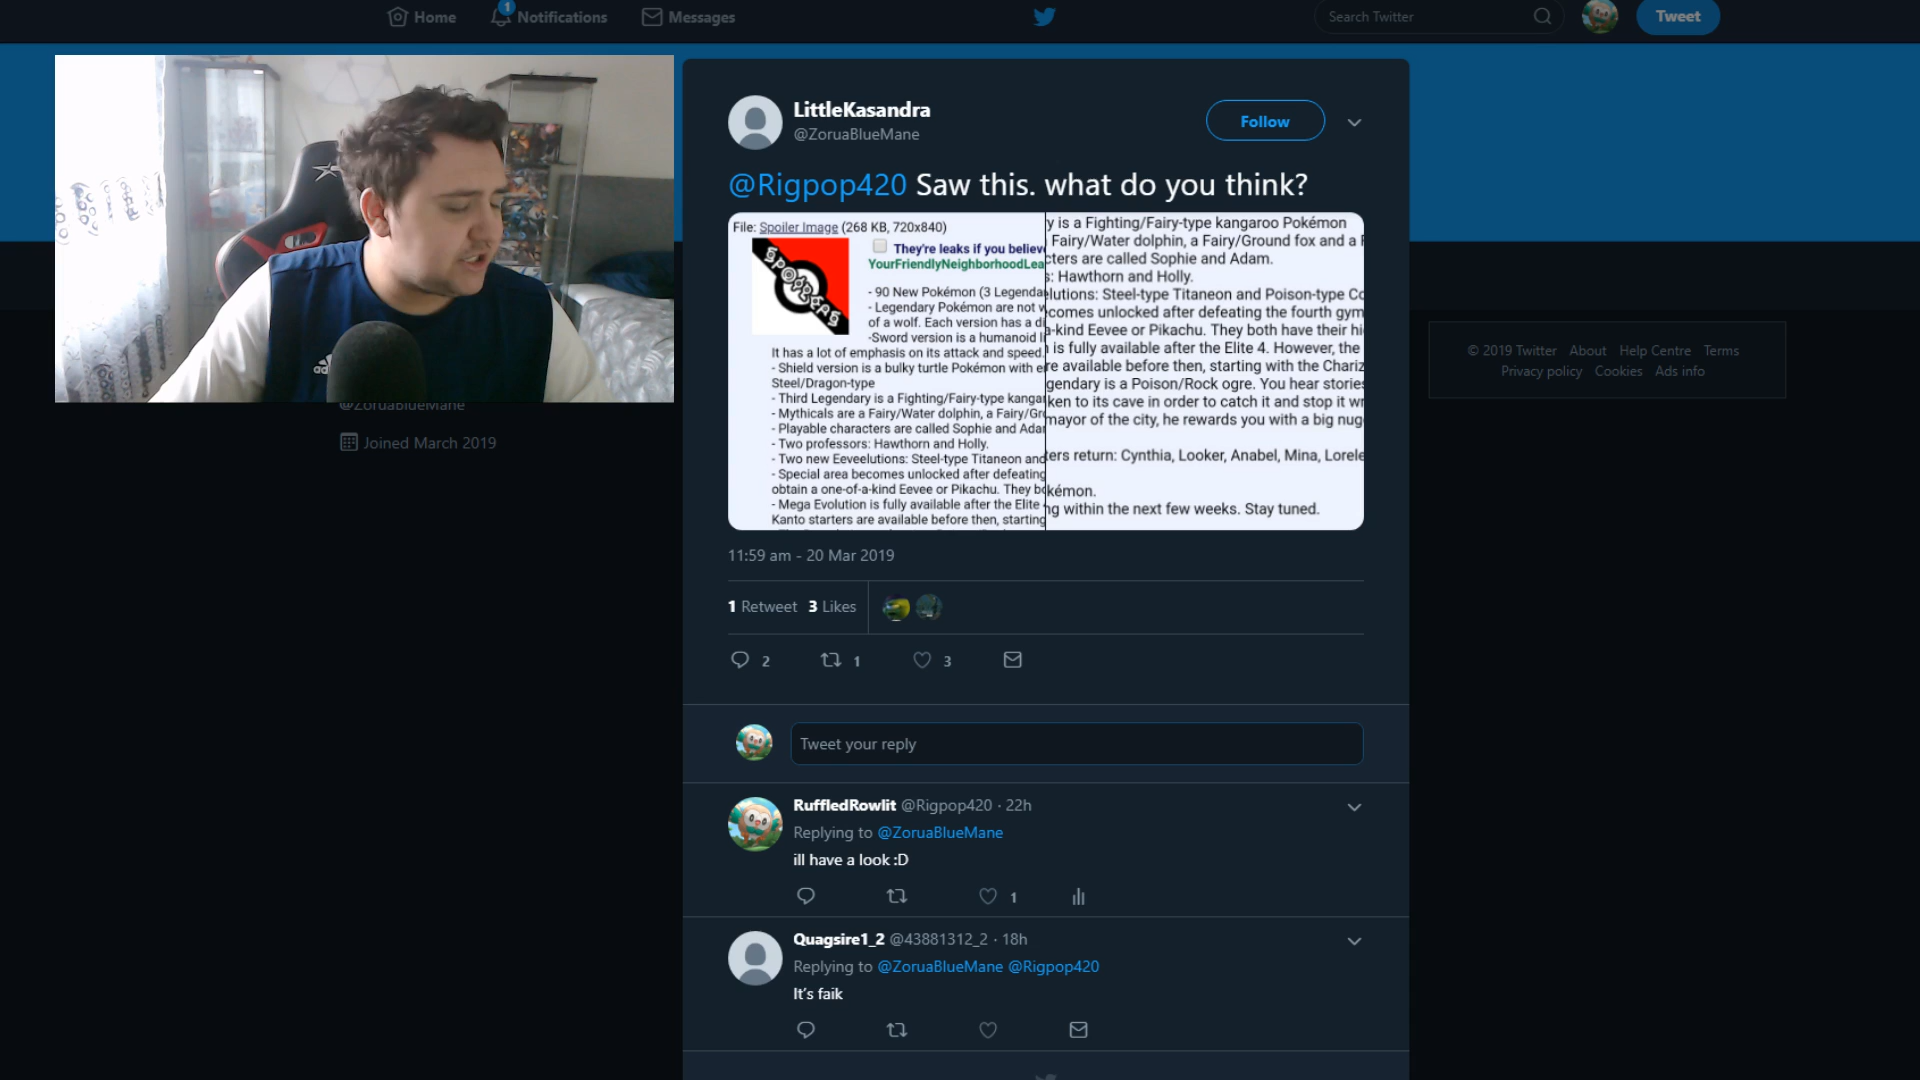 Home
1
Notifications
Messages
Search Twitter
Tweet
LittleKasandra
@ZoruaBlueMane
Follow
@Rigpop420 Saw this. what do you think?
File: Spoiler Image (268 KB, 720x840)
They're leaks if you believe
YourFriendlyNeighborhoodLea
- 90 New Pokémon (3 Legenda
- Legendary Pokémon are not
of a wolf. Each version has a di
-Sword version is a humanoid
It has a lot of emphasis on its attack and speed.
- Shield version is a bulky turtle Pokémon with
Steel/Dragon-type
- Third Legendary is a Fighting/Fairy-type kangar
- Mythicals are a Fairy/Water dolphin, a Fairy/Gro
- Playable characters are called Sophie and Adar
- Two professors: Hawthorn and Holly.
- Two new Eeveelutions: Steel-type Titaneon and
- Special area becomes unlocked after defeating
obtain a one-of-a-kind Eevee or Pikachu. They
- Mega Evolution is fully available after the Elite
Kanto starters are available before then, starting
y is a Fighting/Fairy-type kangaroo Pokémon
Fairy/Water dolphin, a Fairy/Ground fox and a
cters are called Sophie and Adam.
s: Hawthorn and Holly.
elutions: Steel-type Titaneon and Poison-type Co
comes unlocked after defeating the fourth gym
a-kind Eevee or Pikachu. They both have their hi
is fully available after the Elite 4. However, the
re available before then, starting with the Chariz
gendary is a Poison/Rock ogre. You hear stories
ken to its cave in order to catch it and stop it wr
mayor of the city, he rewards you with a big nug
ters return: Cynthia, Looker, Anabel, Mina, Lorele
kémon.
ng within the next few weeks. Stay tuned.
11:59 am - 20 Mar 2019
1 Retweet 3 Likes
2
1
3
Tweet your reply
RuffledRowlit @Rigpop420 · 22h
Replying to @ZoruaBlueMane
ill have a look :D
1
Quagsire1_2 @43881312_2 · 18h
Replying to @ZoruaBlueMane @Rigpop420
It's faik
@ZoruaBlueMane
Joined March 2019
© 2019 Twitter About Help Centre Terms
Privacy policy Cookies Ads info